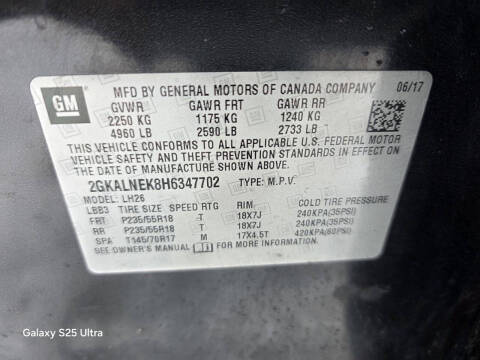 GM
MFD BY GENERAL MOTORS OF CANADA COMPANY 06/17
GVWR GAWR FRT GAWR RR
2250 KG 1175 KG 1240 KG
4960 LB 2590 LB 2733 LB
THIS VEHICLE CONFORMS TO ALL APPLICABLE U.S. FEDERAL MOTOR
VEHICLE SAFETY AND THEFT PREVENTION STANDARDS IN EFFECT ON
THE DATE OF MANUFACTURE SHOWN ABOVE.
2GKALNEK8H6347702 TYPE: M.P.V.
MODEL: LH26
LBB3 TIRE SIZE SPEED RTG RIM COLD TIRE PRESSURE
FRT P235/55R18 T 18X7J 240KPA(35PSI)
RR P235/55R18 T 18X7J 240KPA(35PSI)
SPA T145/70R17 M 17X4.5T 420KPA(60PSI)
SEE OWNER'S MANUAL FOR ADDITIONAL INFORMATION.
Galaxy S25 Ultra